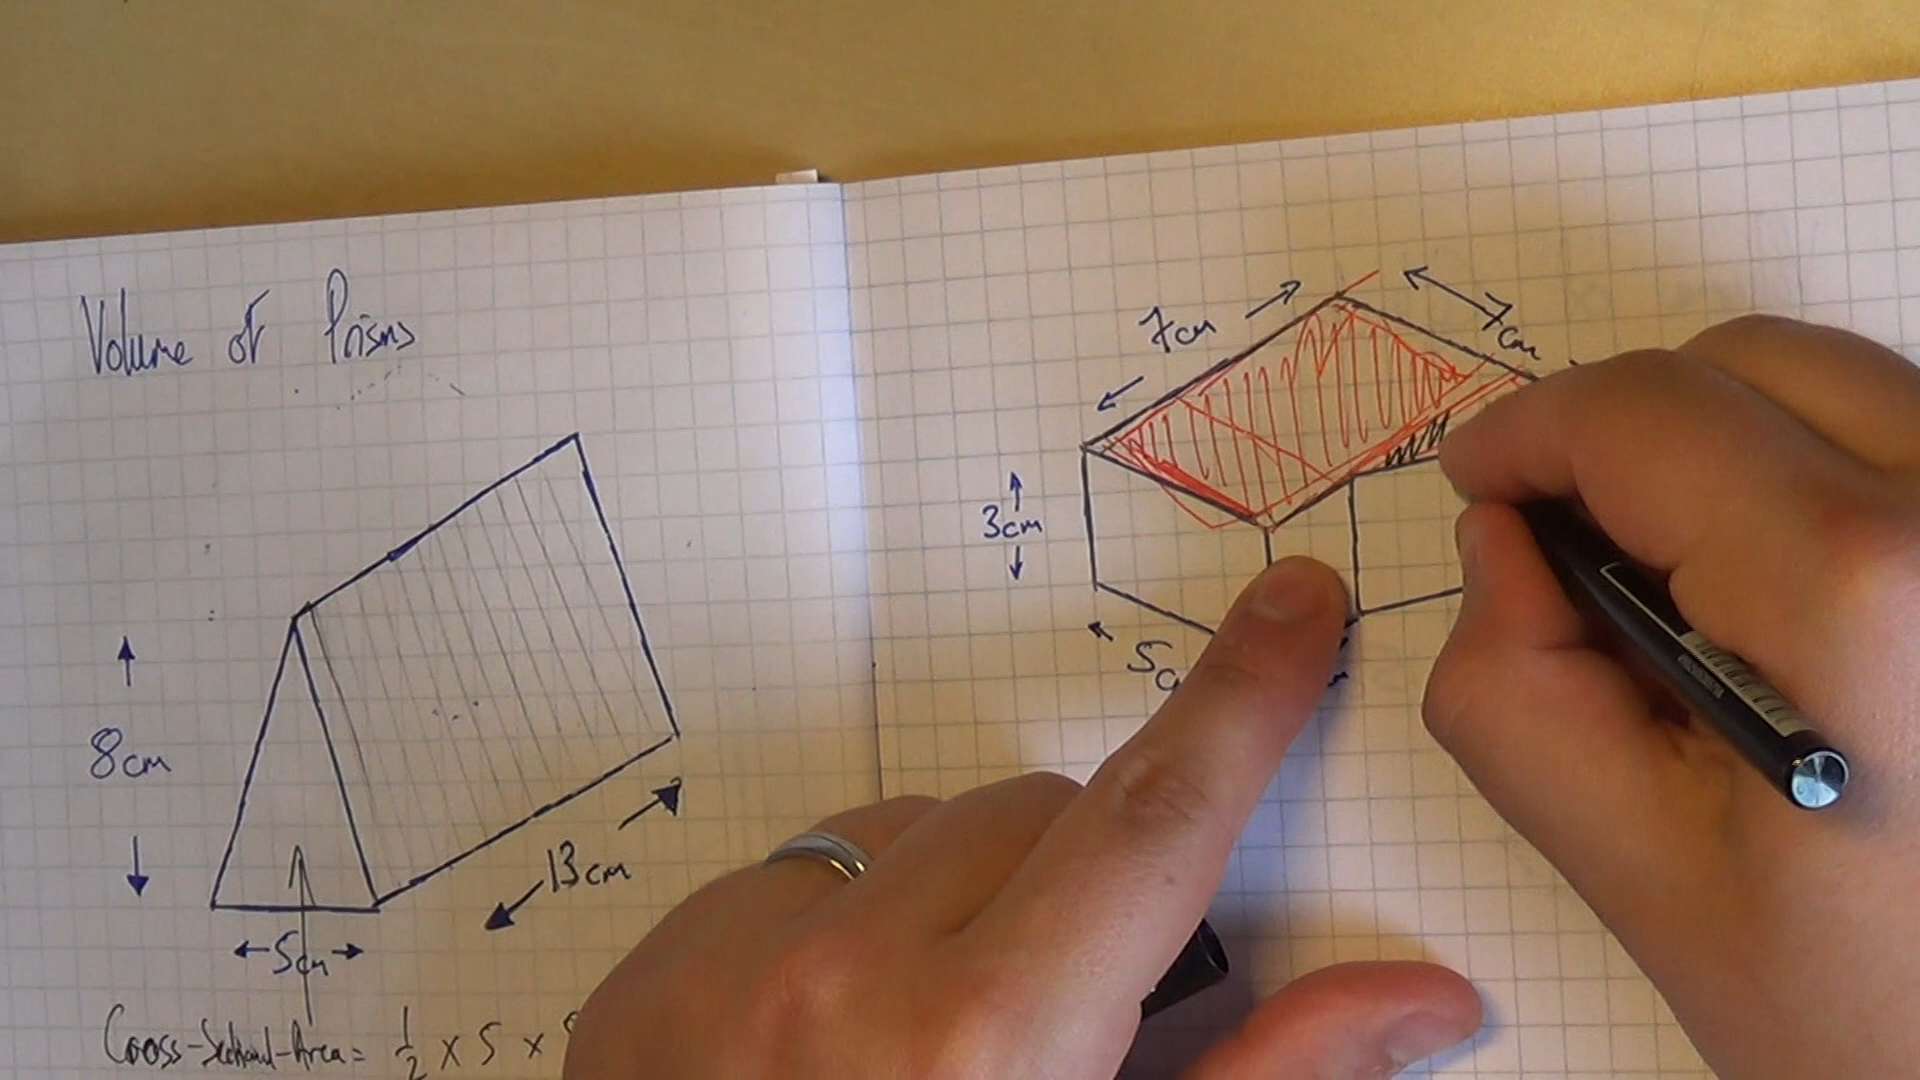 Volume of Prisms
8cm
5cm
13cm
Cross-Sectional-Area = 1/2 x 5 x
7cm
7cm
3cm